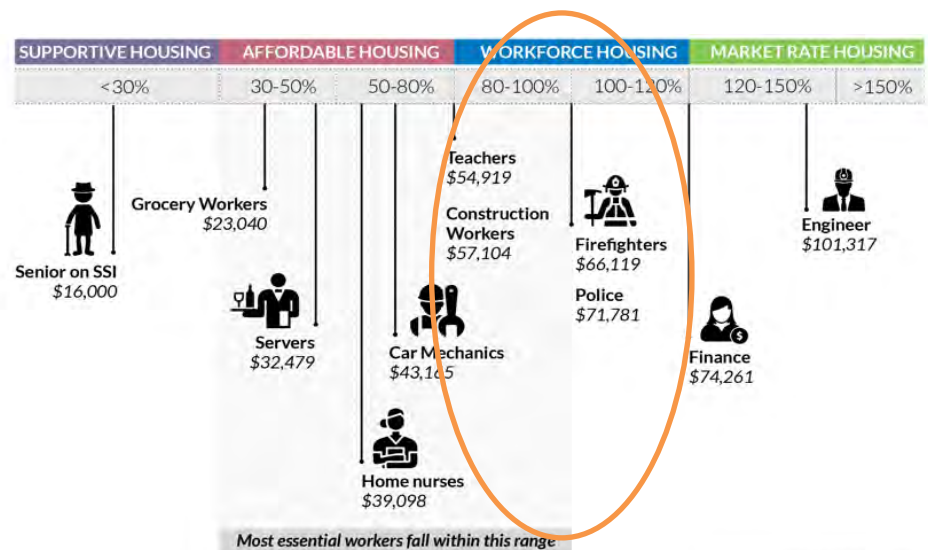 SUPPORTIVE HOUSING AFFORDABLE HOUSING WORKFORCE HOUSING MARKET RATE HOUSING
<30% 30-50% 50-80% 80-100% 100-120% 120-150% >150%
Senior on SSI
$16,000
Grocery Workers
$23,040
Servers
$32,479
Home nurses
$39,098
Car Mechanics
$43,165
Teachers
$54,919
Construction
Workers
$57,104
Firefighters
$66,119
Police
$71,781
Finance
$74,261
Engineer
$101,317
Most essential workers fall within this range